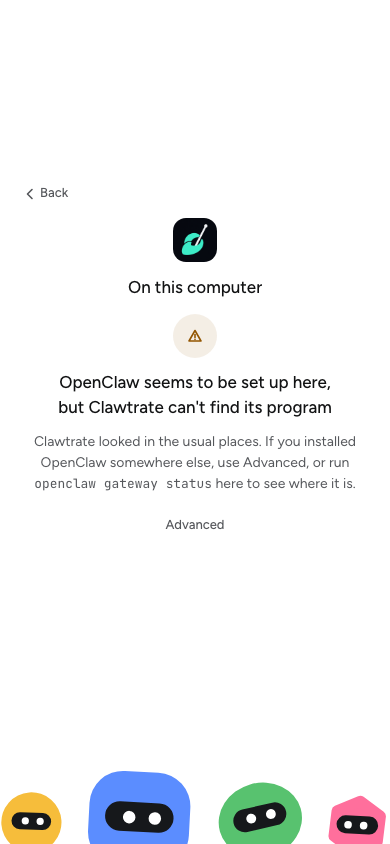 Back
On this computer
OpenClaw seems to be set up here,
but Clawtrate can't find its program
Clawtrate looked in the usual places. If you installed
OpenClaw somewhere else, use Advanced, or run
openclaw gateway status here to see where it is.
Advanced